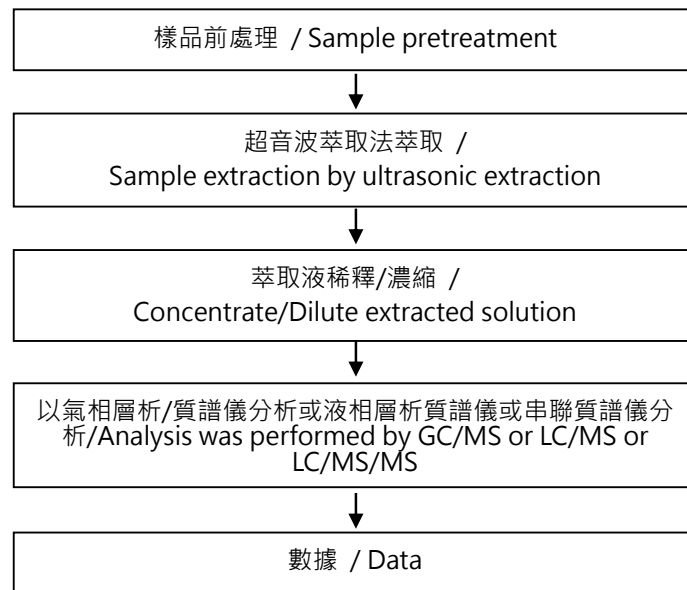 樣品前處理 / Sample pretreatment
超音波萃取法萃取 /
Sample extraction by ultrasonic extraction
萃取液稀釋/濃縮 /
Concentrate/Dilute extracted solution
以氣相層析/質譜儀分析或液相層析質譜儀或串聯質譜儀分
析/Analysis was performed by GC/MS or LC/MS or
LC/MS/MS
數據 / Data